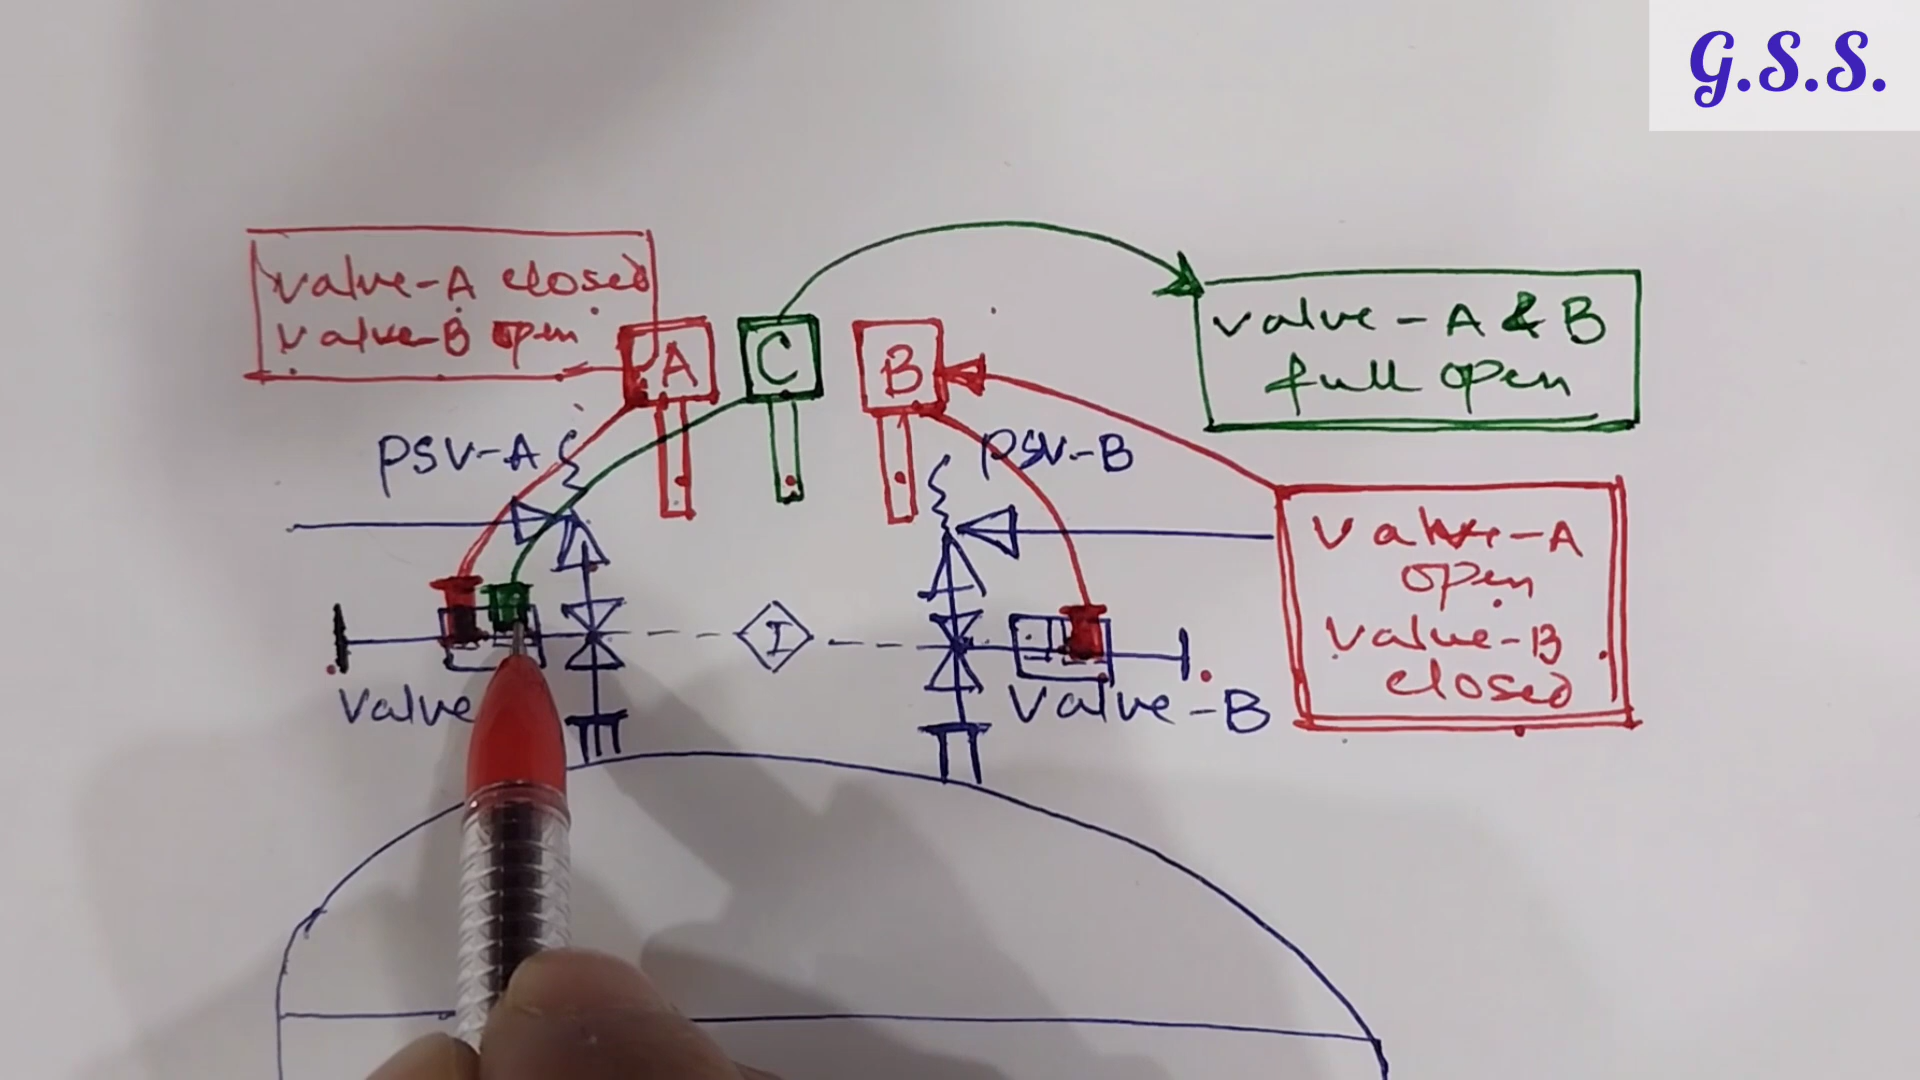 G.S.S.
Valve-A closed
Valve-B open
A
C
B
valve - A & B
full open
PSV-A
PSV-B
Valve-A
open
Valve-B
closed
I
Valve
Valve-B